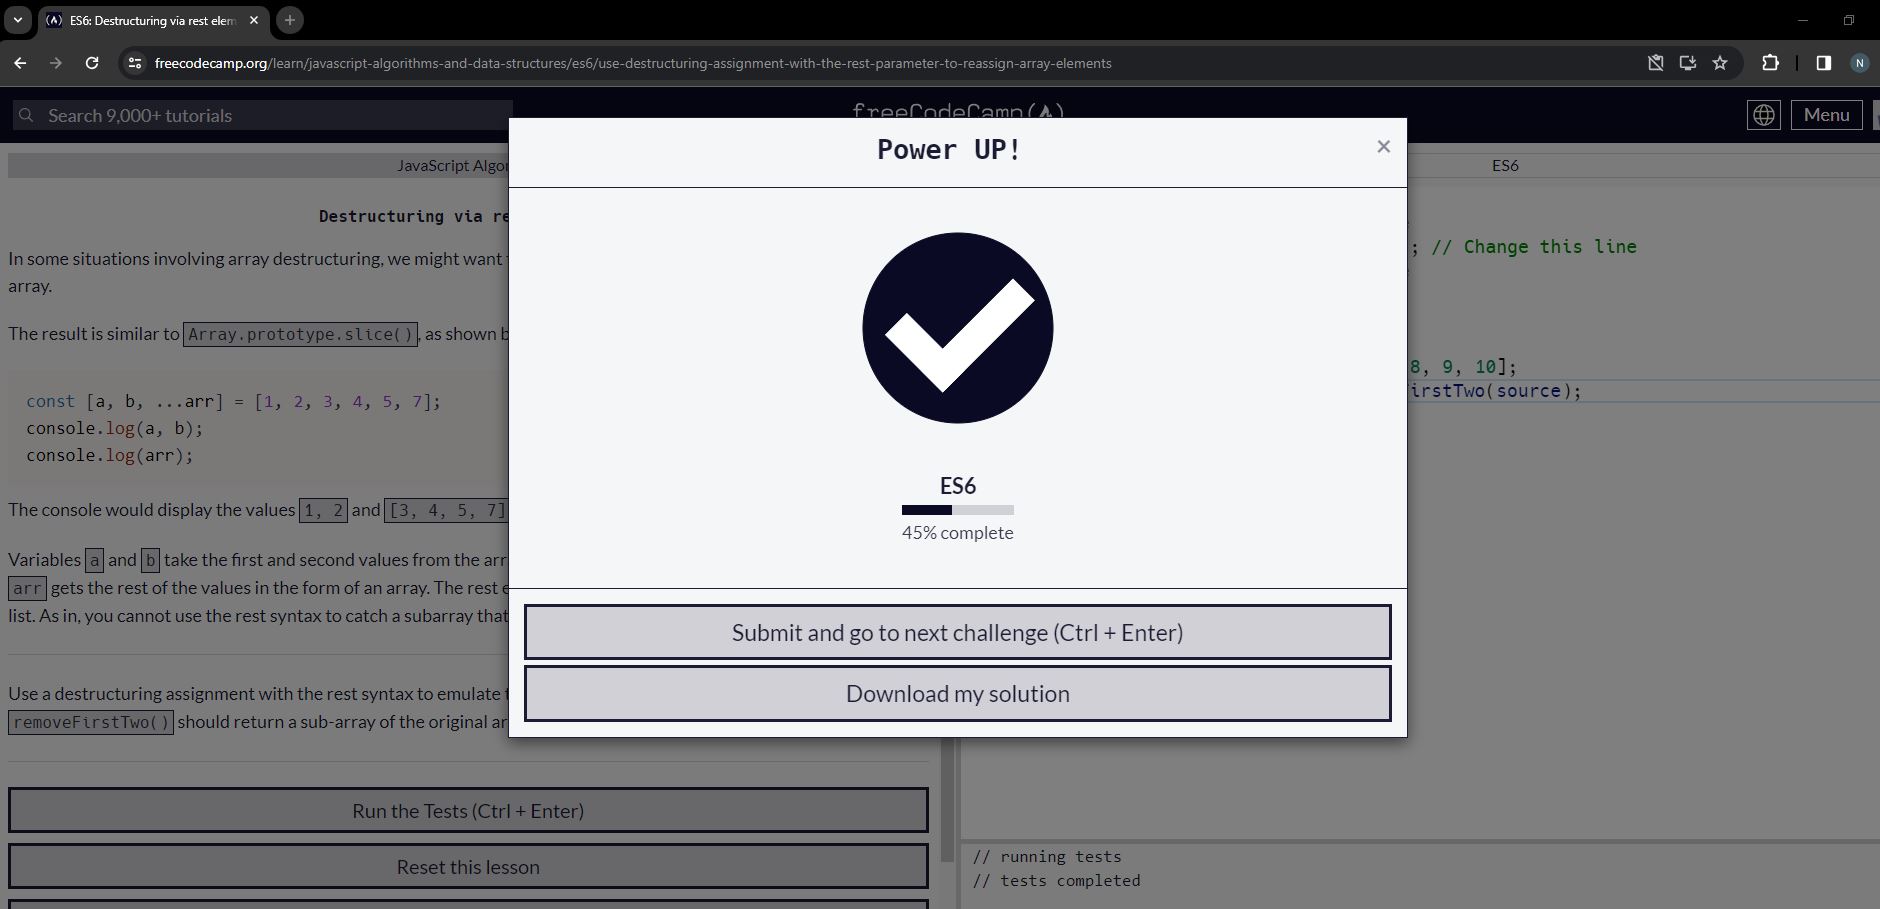 ES6: Destructuring via rest elem
freecodecamp.org/learn/javascript-algorithms-and-data-structures/es6/use-destructuring-assignment-with-the-rest-parameter-to-reassign-array-elements
N
Search 9,000+ tutorials
freeCodeCamp
Menu
JavaScript Algo
ES6
Power UP!
×
Destructuring via re
In some situations involving array destructuring, we might want
array.
The result is similar to Array.prototype.slice(), as shown b
const [a, b, ...arr] = [1, 2, 3, 4, 5, 7];
console.log(a, b);
console.log(arr);
The console would display the values 1, 2 and [3, 4, 5, 7]
Variables a and b take the first and second values from the arr
arr gets the rest of the values in the form of an array. The rest e
list. As in, you cannot use the rest syntax to catch a subarray that
Use a destructuring assignment with the rest syntax to emulate
removeFirstTwo() should return a sub-array of the original ar
Run the Tests (Ctrl + Enter)
Reset this lesson
ES6
45% complete
Submit and go to next challenge (Ctrl + Enter)
Download my solution
; // Change this line
8, 9, 10];
irstTwo(source);
// running tests
// tests completed